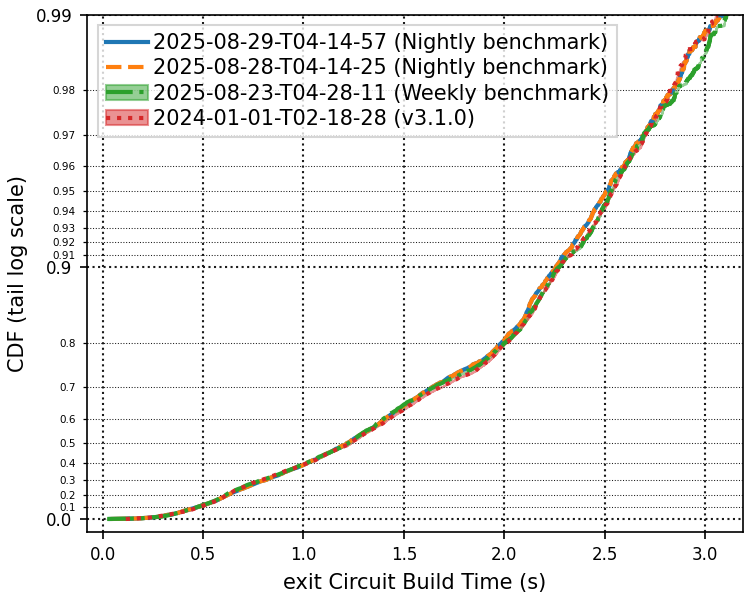 0.99
2025-08-29-T04-14-57 (Nightly benchmark)
2025-08-28-T04-14-25 (Nightly benchmark)
2025-08-23-T04-28-11 (Weekly benchmark)
2024-01-01-T02-18-28 (v3.1.0)
0.98
0.97
0.96
0.95
0.94
0.93
0.92
0.91
0.9
0.8
0.7
0.6
0.5
0.4
0.3
0.2
0.1
0.0
CDF (tail log scale)
0.0 0.5 1.0 1.5 2.0 2.5 3.0
exit Circuit Build Time (s)